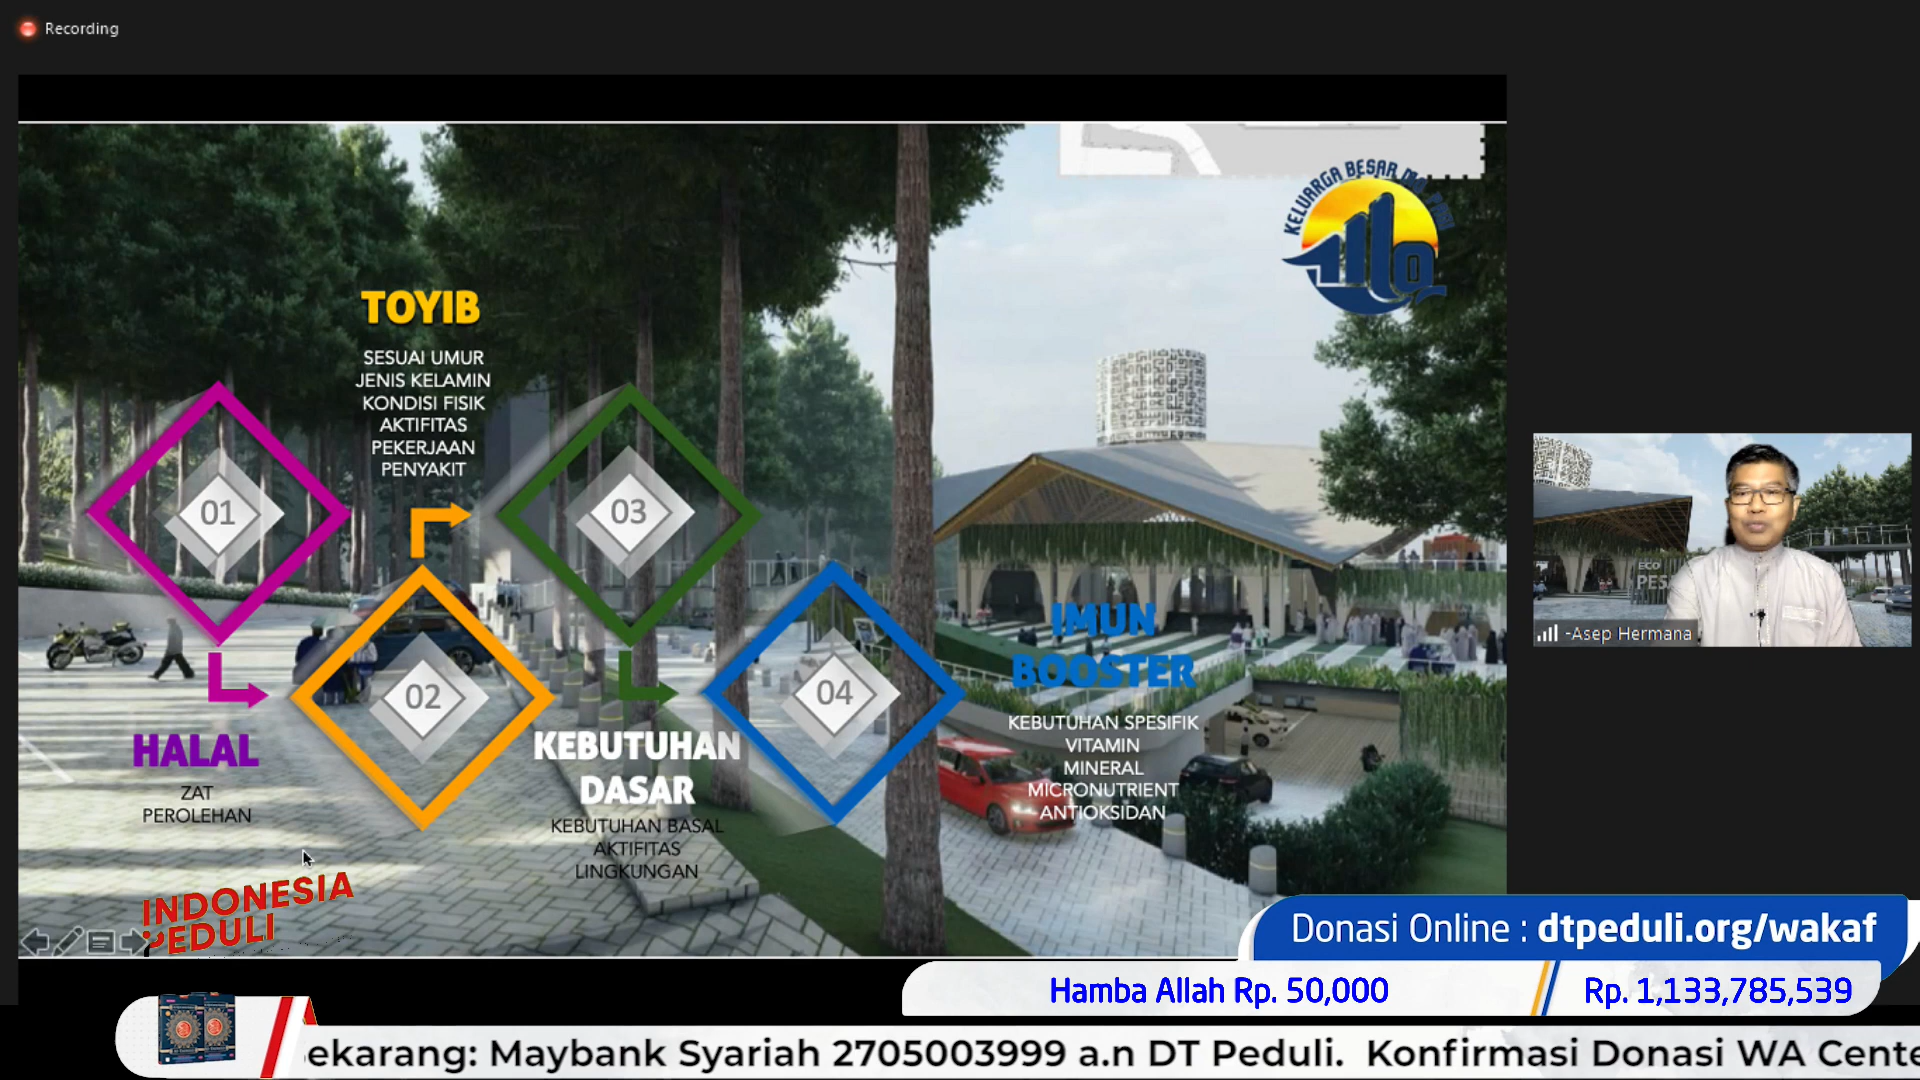 Recording
KELUARGA BESAR
TOYIB
SESUAI UMUR
JENIS KELAMIN
KONDISI FISIK
AKTIFITAS
PEKERJAAN
PENYAKIT
01
03
02
04
HALAL
ZAT
PEROLEHAN
KEBUTUHAN
DASAR
KEBUTUHAN BASAL
AKTIFITAS
LINGKUNGAN
IMUN
BOOSTER
KEBUTUHAN SPESIFIK
VITAMIN
MINERAL
MICRONUTRIENT
ANTIOKSIDAN
ECO
PES
-Asep Hermana
INDONESIA
PEDULI
Donasi Online : dtpeduli.org/wakaf
Hamba Allah Rp. 50,000
Rp. 1,133,785,539
ekarang: Maybank Syariah 2705003999 a.n DT Peduli. Konfirmasi Donasi WA Cente